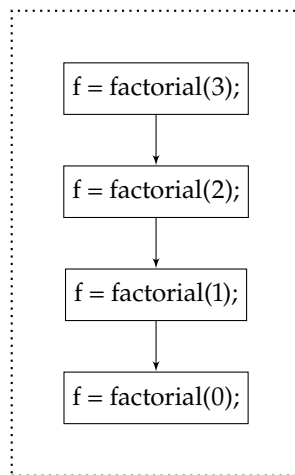 f = factorial(3);
f = factorial(2);
f = factorial(1);
f = factorial(0);